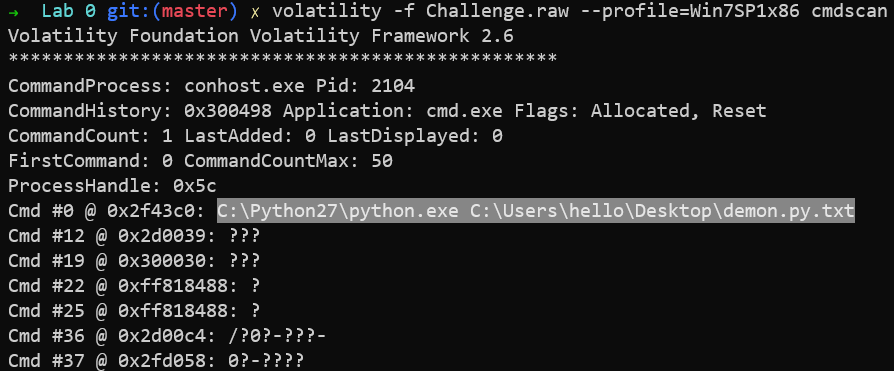 → Lab 0 git:(master) ✗ volatility -f Challenge.raw --profile=Win7SP1x86 cmdscan
Volatility Foundation Volatility Framework 2.6
**************************************************
CommandProcess: conhost.exe Pid: 2104
CommandHistory: 0x300498 Application: cmd.exe Flags: Allocated, Reset
CommandCount: 1 LastAdded: 0 LastDisplayed: 0
FirstCommand: 0 CommandCountMax: 50
ProcessHandle: 0x5c
Cmd #0 @ 0x2f43c0: C:\Python27\python.exe C:\Users\hello\Desktop\demon.py.txt
Cmd #12 @ 0x2d0039: ???
Cmd #19 @ 0x300030: ???
Cmd #22 @ 0xff818488: ?
Cmd #25 @ 0xff818488: ?
Cmd #36 @ 0x2d00c4: /?0?-???-
Cmd #37 @ 0x2fd058: 0?-????